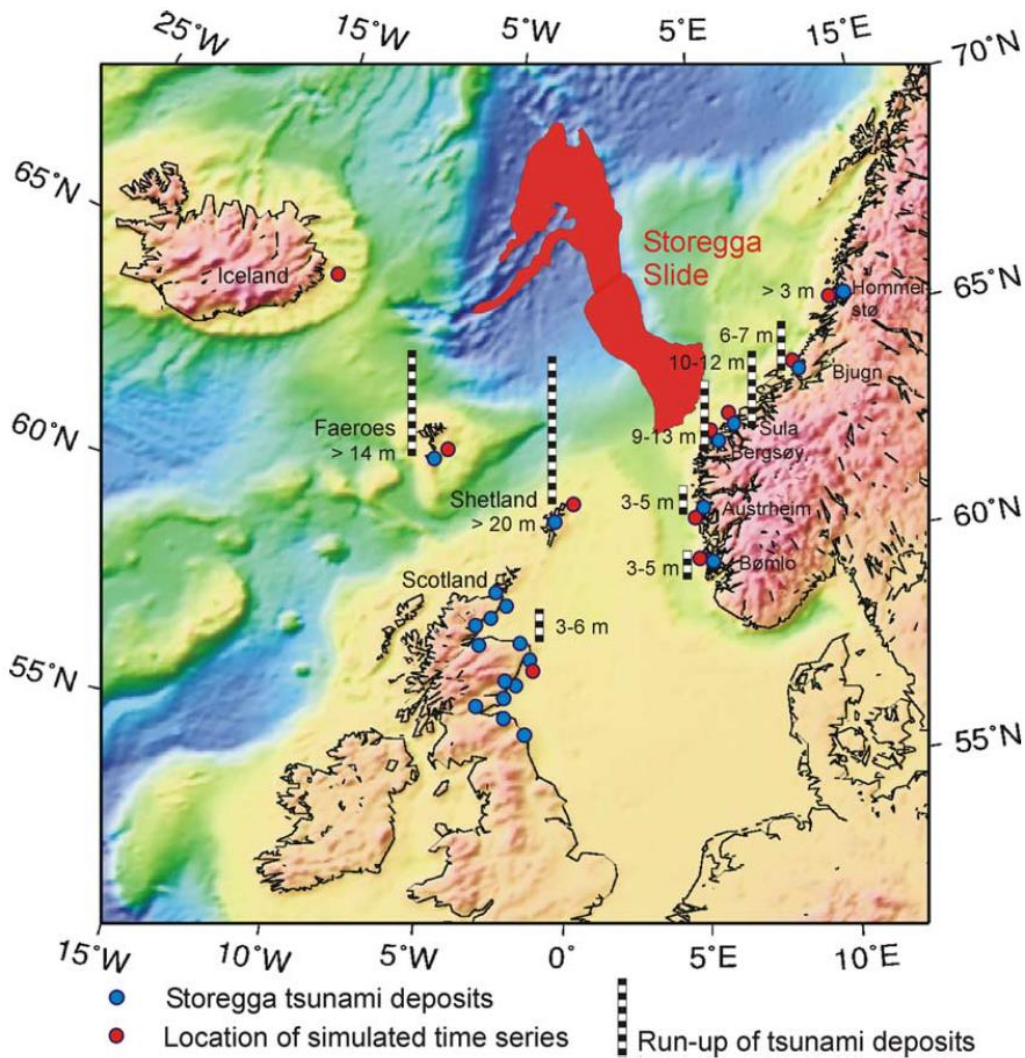 25°W
15°W
5°W
5°E
15°E
70°N
65°N
65°N
60°N
60°N
55°N
55°N
Iceland
Storegga
Slide
> 3 m
Hommel
stø
6-7 m
10-12 m
Bjugn
Faeroes
> 14 m
9-13 m
Sula
Bergsøy
Shetland
> 20 m
3-5 m
Austrheim
3-5 m
Bømlo
Scotland
3-6 m
15°W
10°W
5°W
0°
5°E
10°E
Storegga tsunami deposits
Location of simulated time series
Run-up of tsunami deposits